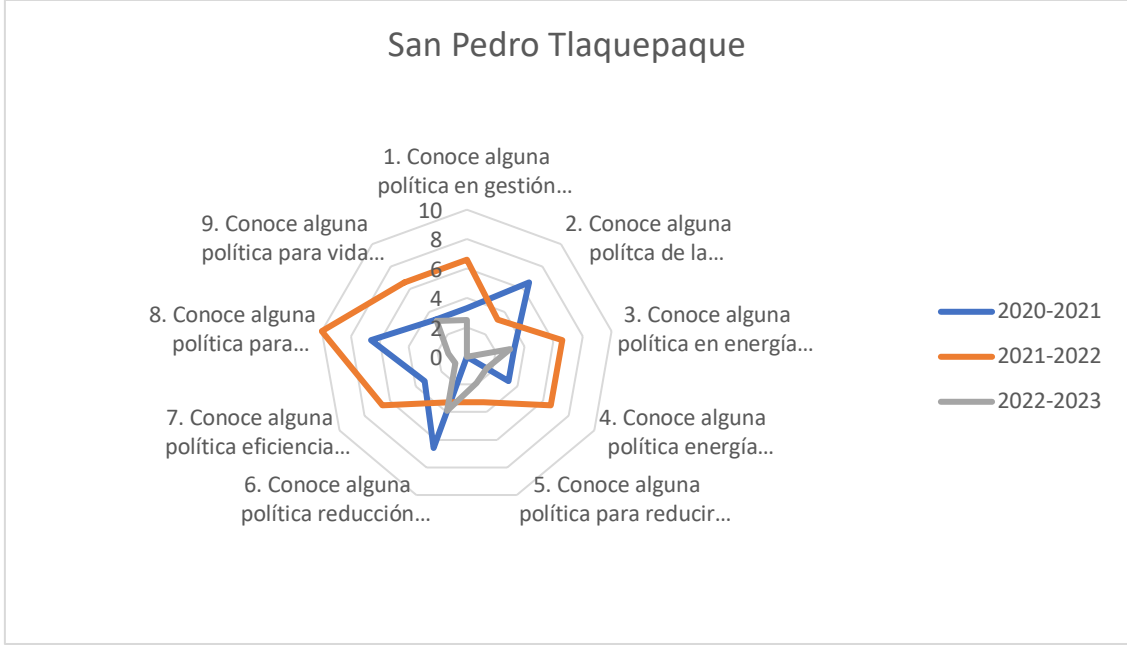 San Pedro Tlaquepaque
1. Conoce alguna
política en gestión...
2. Conoce alguna
polítca de la...
3. Conoce alguna
política en energía...
4. Conoce alguna
política energía...
5. Conoce alguna
política para reducir...
6. Conoce alguna
política reducción...
7. Conoce alguna
política eficiencia...
8. Conoce alguna
política para...
9. Conoce alguna
política para vida...
10
8
6
4
2
0
2020-2021
2021-2022
2022-2023